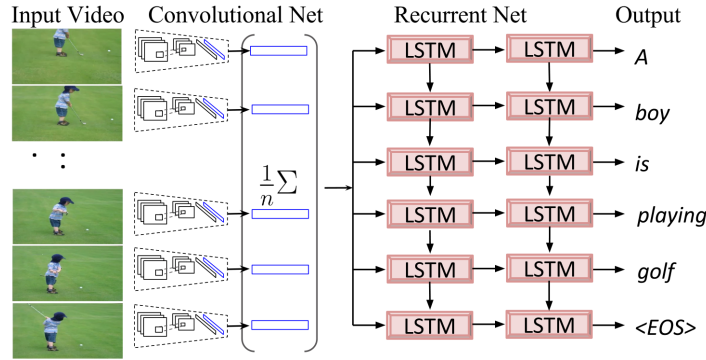 Input Video Convolutional Net Recurrent Net Output
LSTM LSTM A
LSTM LSTM boy
LSTM LSTM is
1/n ∑
LSTM LSTM playing
LSTM LSTM golf
LSTM LSTM <EOS>